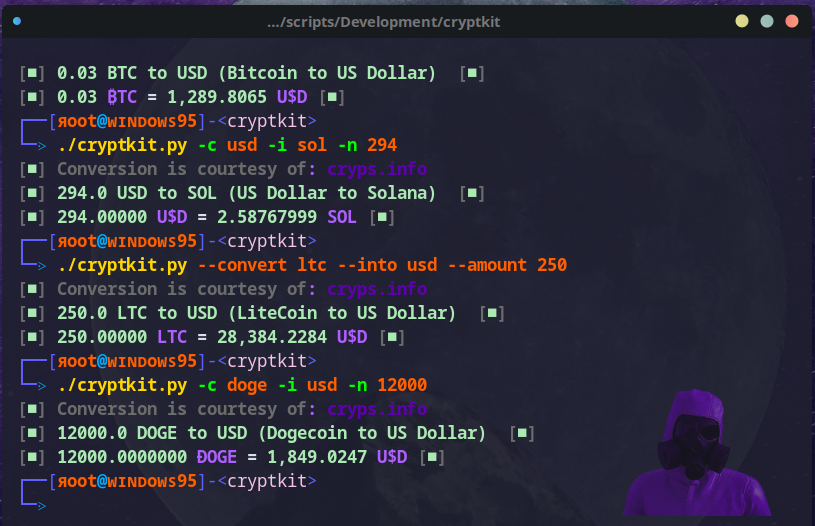 .../scripts/Development/cryptkit
[■] 0.03 BTC to USD (Bitcoin to US Dollar) [■]
[■] 0.03 ₿TC = 1,289.8065 U$D [■]
┌──[Яoot@ᴡɪɴᴅᴏᴡs95]-<cryptkit>
└─> ./cryptkit.py -c usd -i sol -n 294
[■] Conversion is courtesy of: cryps.info
[■] 294.0 USD to SOL (US Dollar to Solana) [■]
[■] 294.00000 U$D = 2.58767999 SOL [■]
┌──[Яoot@ᴡɪɴᴅᴏᴡs95]-<cryptkit>
└─> ./cryptkit.py --convert ltc --into usd --amount 250
[■] Conversion is courtesy of: cryps.info
[■] 250.0 LTC to USD (LiteCoin to US Dollar) [■]
[■] 250.00000 LTC = 28,384.2284 U$D [■]
┌──[Яoot@ᴡɪɴᴅᴏᴡs95]-<cryptkit>
└─> ./cryptkit.py -c doge -i usd -n 12000
[■] Conversion is courtesy of: cryps.info
[■] 12000.0 DOGE to USD (Dogecoin to US Dollar) [■]
[■] 12000.0000000 ÐOGE = 1,849.0247 U$D [■]
┌──[Яoot@ᴡɪɴᴅᴏᴡs95]-<cryptkit>
└─>